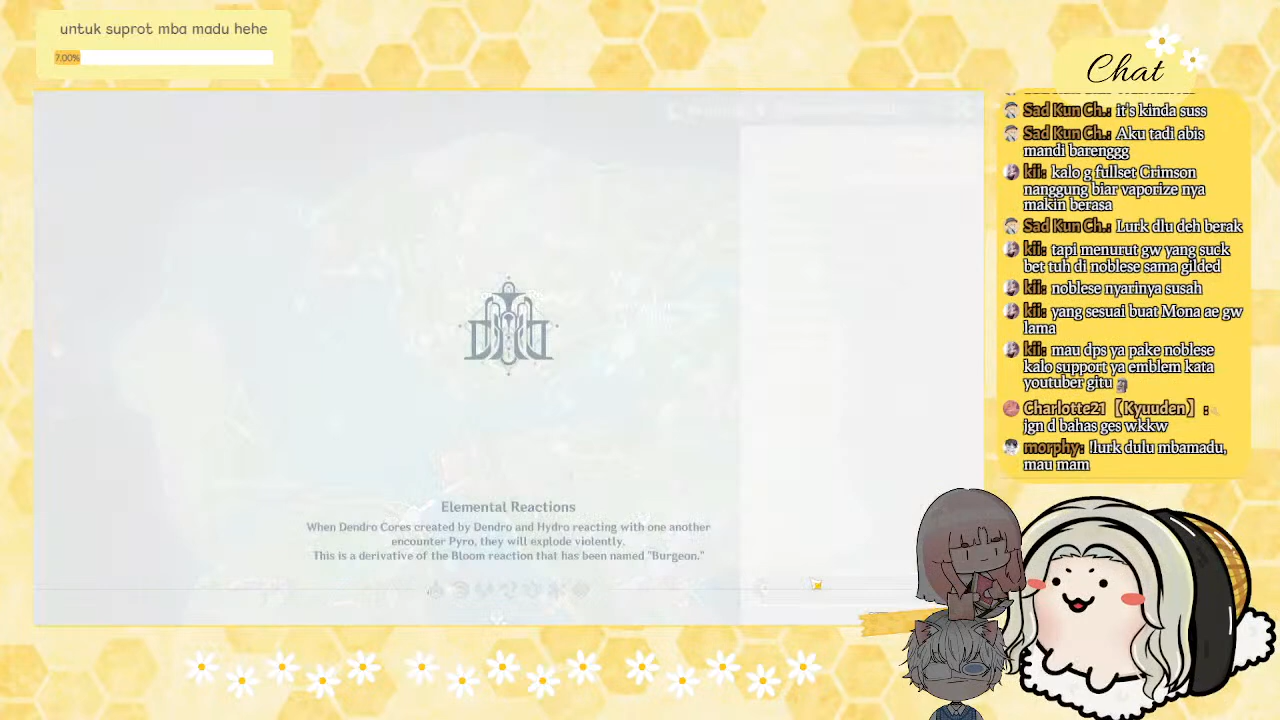 untuk suprot mba madu hehe
7.00%
Chat
Sad Kun Ch.: it's kinda suss
Sad Kun Ch.: Aku tadi abis
mandi barenggg
kii: kalo g fullset Crimson
nanggung biar vaporize nya
makin berasa
Sad Kun Ch.: Lurk dlu deh berak
kii: tapi menurut gw yang suck
bet tuh di noblese sama gilded
kii: noblese nyarinya susah
kii: yang sesuai buat Mona ae gw
lama
kii: mau dps ya pake noblese
kalo support ya emblem kata
youtuber gitu
Charlotte21【Kyuuden】 :
jgn d bahas ges wkkw
morphy: !lurk dulu mbamadu,
mau mam
Elemental Reactions
When Dendro Cores created by Dendro and Hydro reacting with one another
encounter Pyro, they will explode violently.
This is a derivative of the Bloom reaction that has been named "Burgeon."